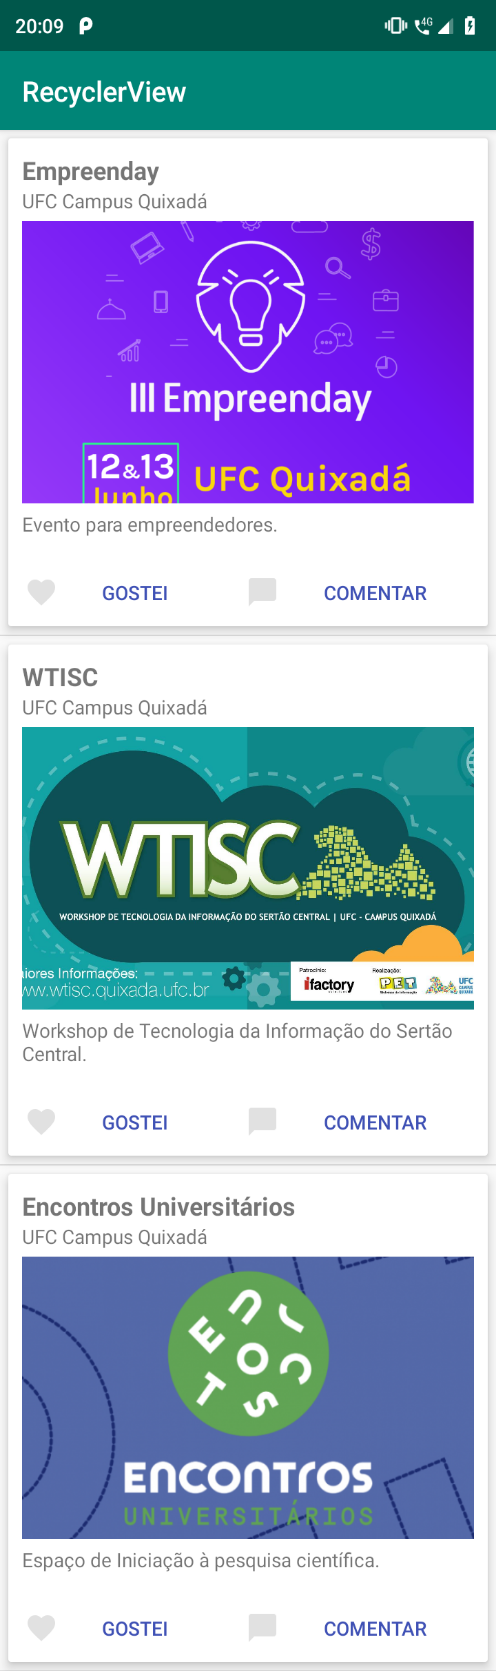 20:09
4G
RecyclerView
Empreenday
UFC Campus Quixadá
$
III Empreenday
12&13
Junho
UFC Quixadá
Evento para empreendedores.
GOSTEI
COMENTAR
WTISC
UFC Campus Quixadá
WTISC
WORKSHOP DE TECNOLOGIA DA INFORMAÇÃO DO SERTÃO CENTRAL | UFC - CAMPUS QUIXADÁ
aiores Informações:
ww.wtisc.quixada.ufc.br
Patrocínio:
ifactory
Realização:
PET
UFC
Workshop de Tecnologia da Informação do Sertão
Central.
GOSTEI
COMENTAR
Encontros Universitários
UFC Campus Quixadá
ENCONTROS
ENCONTROS
UNIVERSITÁRIOS
Espaço de Iniciação à pesquisa científica.
GOSTEI
COMENTAR